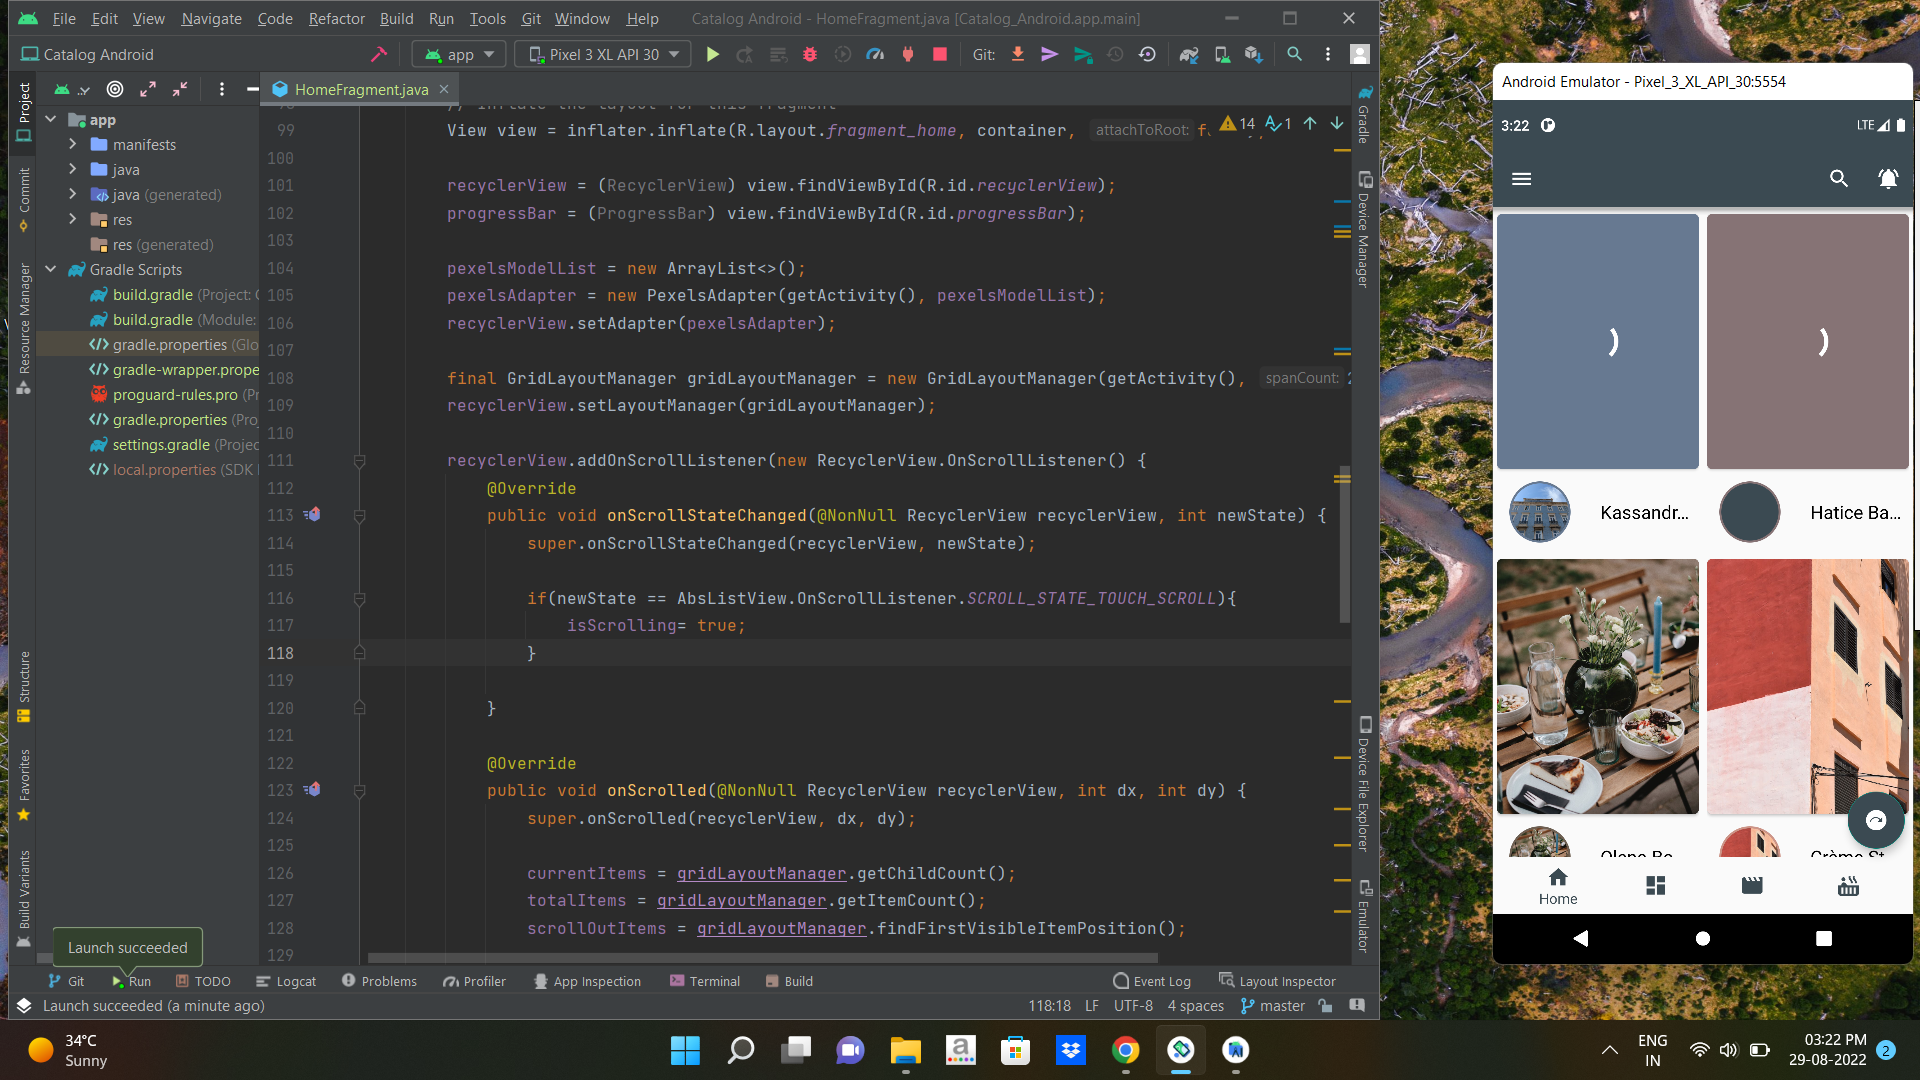 File Edit View Navigate Code Refactor Build Run Tools Git Window Help Catalog Android - HomeFragment.java [Catalog_Android.app.main]
Catalog Android app Pixel 3 XL API 30 Git:
Project
Commit
Resource Manager
Structure
Favorites
Build Variants
app
manifests
java
java (generated)
res
res (generated)
Gradle Scripts
build.gradle (Project:
build.gradle (Module:
gradle.properties (Glo
gradle-wrapper.prope
proguard-rules.pro (Pr
gradle.properties (Pro
settings.gradle (Projec
local.properties (SDK
HomeFragment.java
// Inflate the layout for this fragment
99 View view = inflater.inflate(R.layout.fragment_home, container, attachToRoot: f
14 1
100
101 recyclerView = (RecyclerView) view.findViewById(R.id.recyclerView);
102 progressBar = (ProgressBar) view.findViewById(R.id.progressBar);
103
104 pexelsModelList = new ArrayList<>();
105 pexelsAdapter = new PexelsAdapter(getActivity(), pexelsModelList);
106 recyclerView.setAdapter(pexelsAdapter);
107
108 final GridLayoutManager gridLayoutManager = new GridLayoutManager(getActivity(), spanCount: 2
109 recyclerView.setLayoutManager(gridLayoutManager);
110
111 recyclerView.addOnScrollListener(new RecyclerView.OnScrollListener() {
112 @Override
113 public void onScrollStateChanged(@NonNull RecyclerView recyclerView, int newState) {
114 super.onScrollStateChanged(recyclerView, newState);
115
116 if(newState == AbsListView.OnScrollListener.SCROLL_STATE_TOUCH_SCROLL){
117 isScrolling= true;
118 }
119
120 }
121
122 @Override
123 public void onScrolled(@NonNull RecyclerView recyclerView, int dx, int dy) {
124 super.onScrolled(recyclerView, dx, dy);
125
126 currentItems = gridLayoutManager.getChildCount();
127 totalItems = gridLayoutManager.getItemCount();
128 scrollOutItems = gridLayoutManager.findFirstVisibleItemPosition();
129
Gradle
Device Manager
Device File Explorer
Emulator
Launch succeeded
Git Run TODO Logcat Problems Profiler App Inspection Terminal Build Event Log Layout Inspector
Launch succeeded (a minute ago) 118:18 LF UTF-8 4 spaces master
Android Emulator - Pixel_3_XL_API_30:5554
3:22 LTE
Kassandr... Hatice Ba...
Home
34°C
Sunny
ENG
IN
03:22 PM
29-08-2022
2